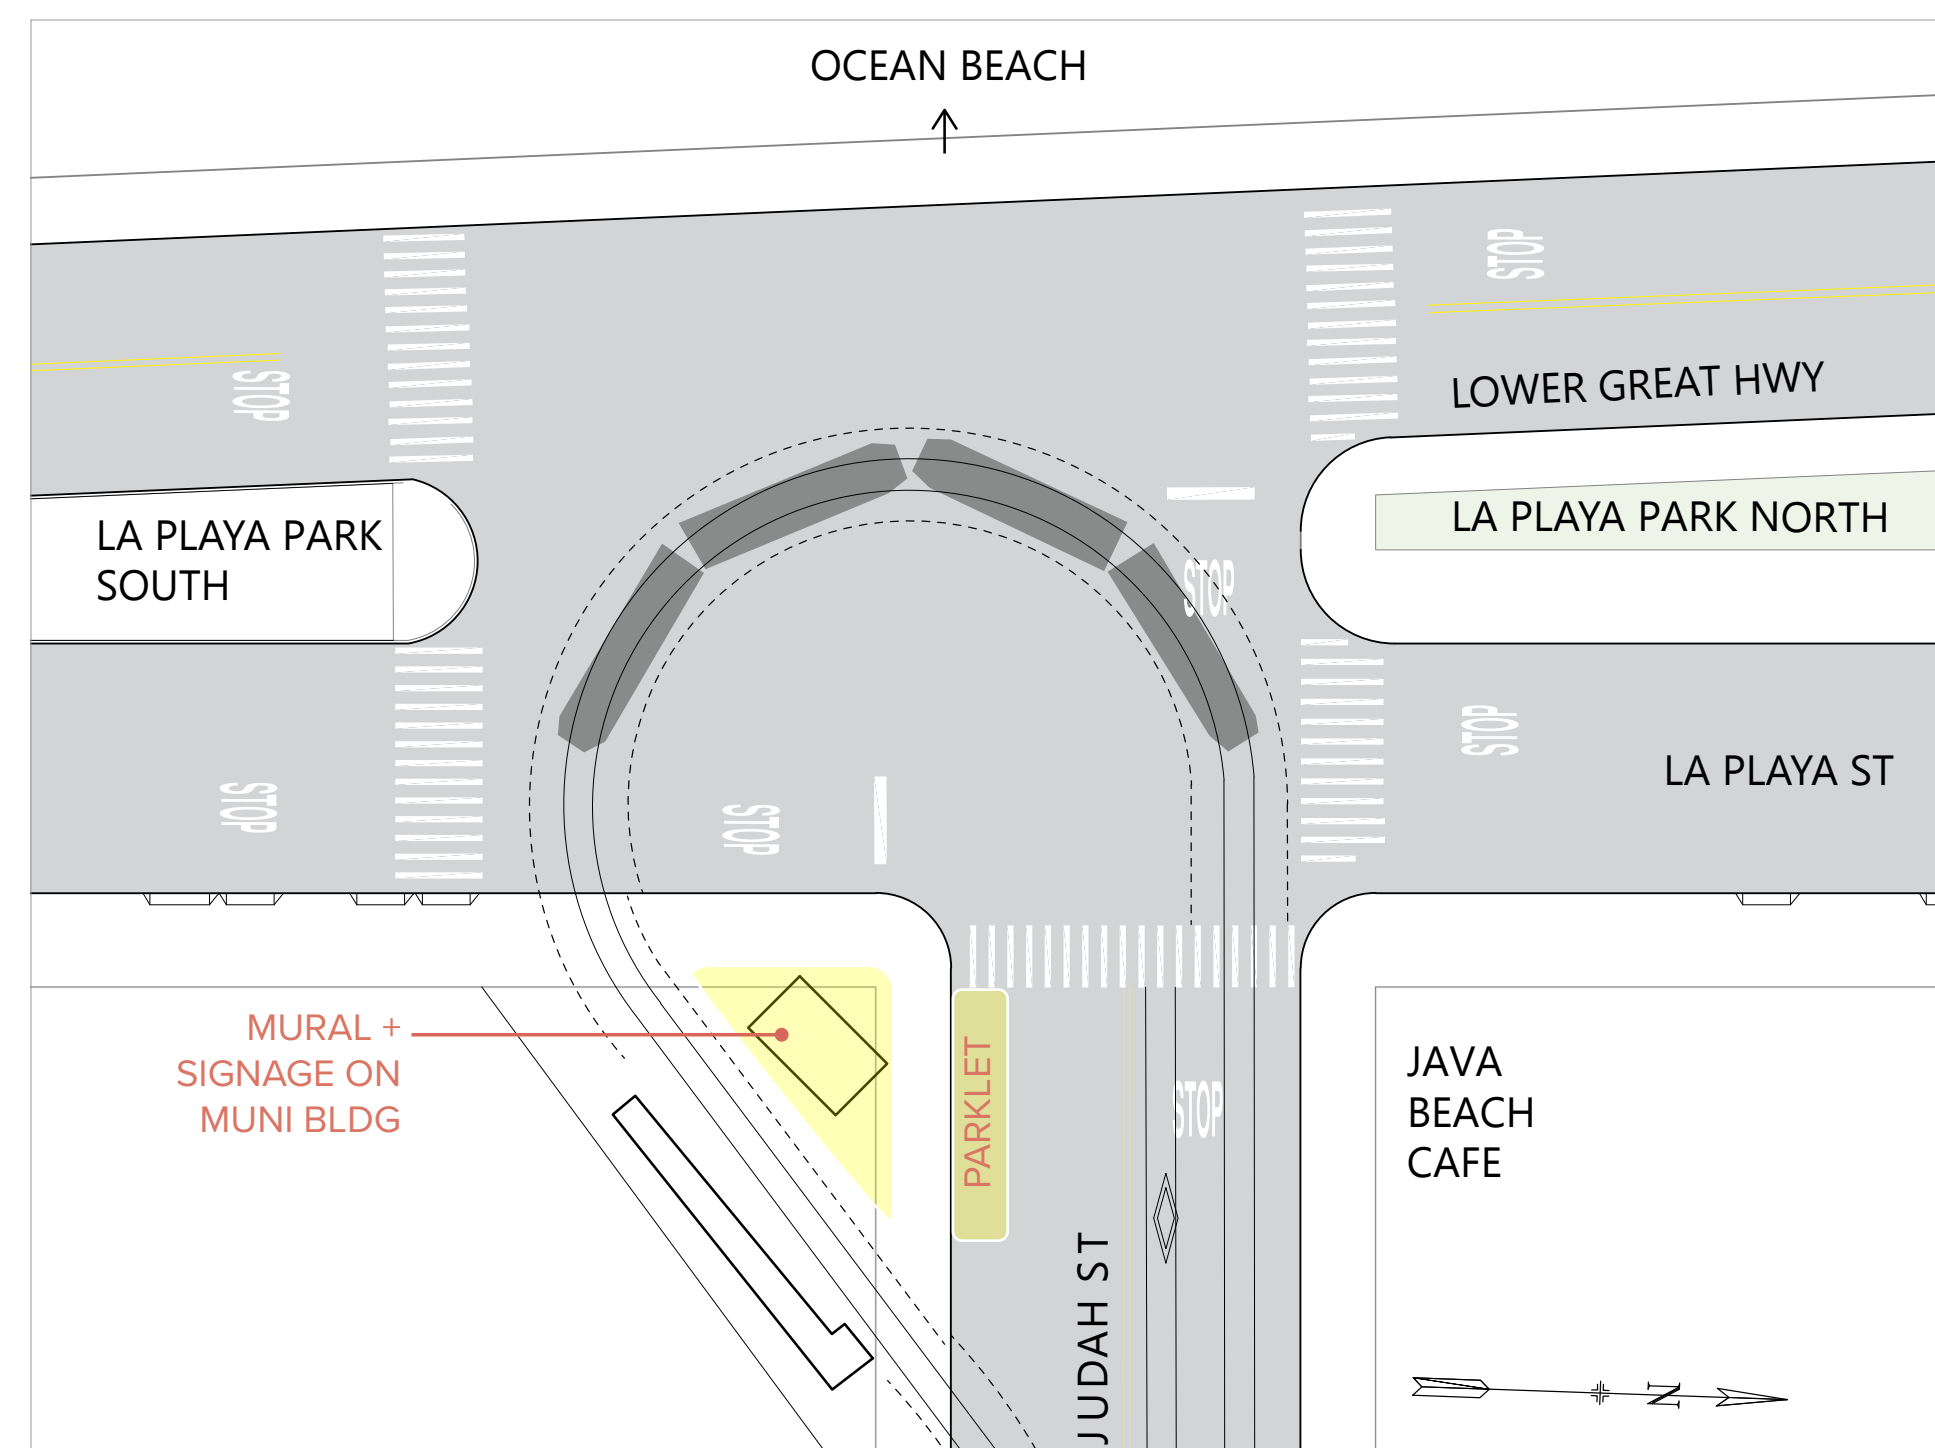 OCEAN BEACH
STOP
STOP
LOWER GREAT HWY
LA PLAYA PARK
SOUTH
LA PLAYA PARK NORTH
STOP
STOP
LA PLAYA ST
STOP
STOP
MURAL +
SIGNAGE ON
MUNI BLDG
PARKLET
STOP
JAVA
BEACH
CAFE
JUDAH ST
N